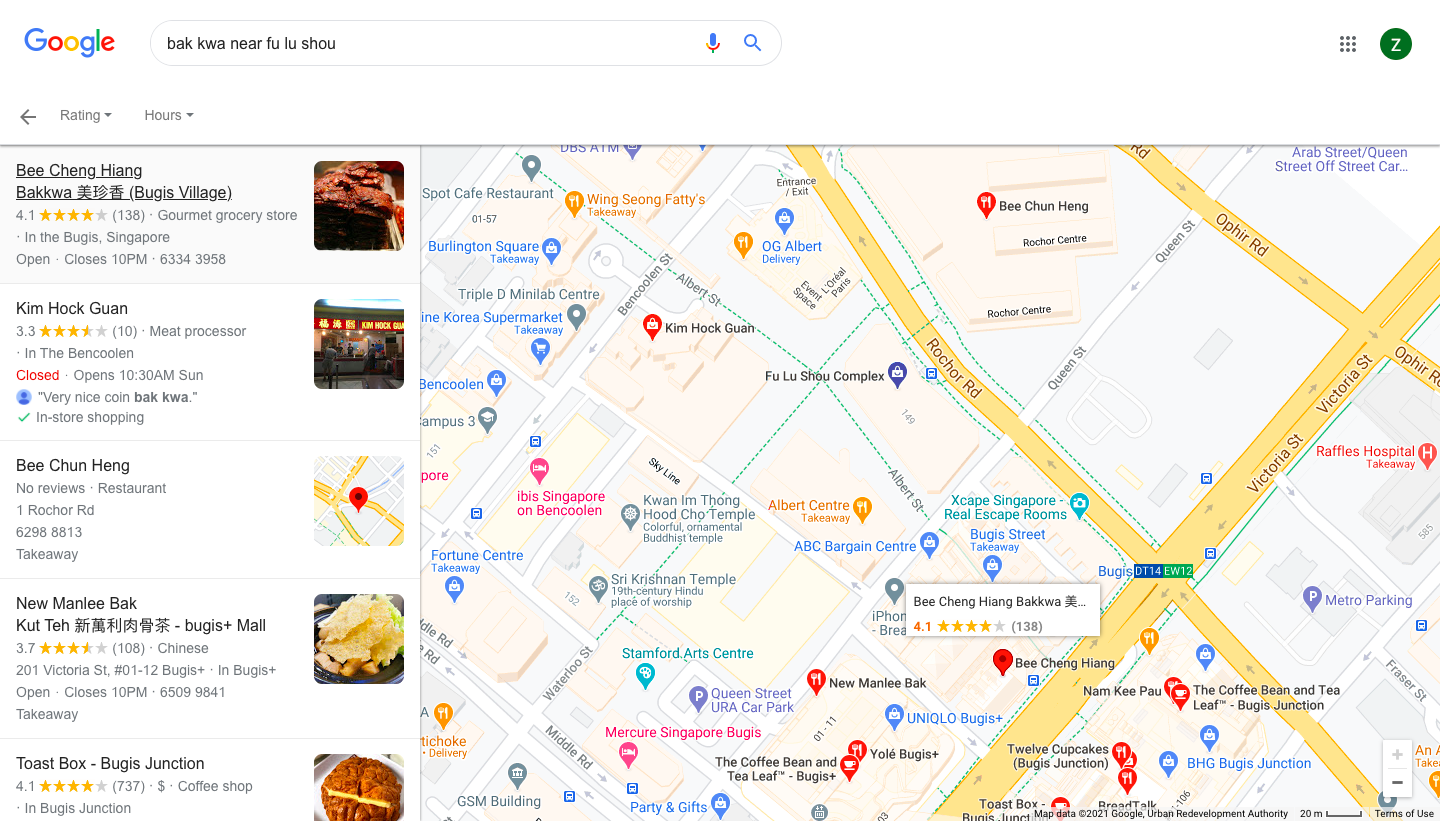 Google
bak kwa near fu lu shou
Z
Rating
Hours
Bee Cheng Hiang
Bakkwa 美珍香 (Bugis Village)
4.1 (138) · Gourmet grocery store
· In the Bugis, Singapore
Open · Closes 10PM · 6334 3958
Kim Hock Guan
3.3 (10) · Meat processor
· In The Bencoolen
Closed · Opens 10:30AM Sun
"Very nice coin bak kwa."
In-store shopping
Bee Chun Heng
No reviews · Restaurant
1 Rochor Rd
6298 8813
Takeaway
New Manlee Bak
Kut Teh 新萬利肉骨茶 - bugis+ Mall
3.7 (108) · Chinese
201 Victoria St, #01-12 Bugis+ · In Bugis+
Open · Closes 10PM · 6509 9841
Takeaway
Toast Box - Bugis Junction
4.1 (737) · $ · Coffee shop
· In Bugis Junction
DBS ATM
Spot Cafe Restaurant
01-57
Wing Seong Fatty's
Takeaway
Entrance
/ Exit
Burlington Square
Takeaway
OG Albert
Delivery
Event
Space
L'Oréal
Paris
Bee Chun Heng
Rochor Centre
Rochor Centre
Arab Street/Queen
Street Off Street Car...
Rd
Ophir Rd
Queen St
Triple D Minilab Centre
Bencoolen St
Albert St
ine Korea Supermarket
Takeaway
Kim Hock Guan
Fu Lu Shou Complex
Rochor Rd
Queen St
Victoria St
Ophir Rd
Bencoolen
ampus 3
151
pore
149
Sky Line
ibis Singapore
on Bencoolen
Kwan Im Thong
Hood Cho Temple
Colorful, ornamental
Buddhist temple
Albert St
Albert Centre
Takeaway
Xcape Singapore -
Real Escape Rooms
Victoria St
Raffles Hospital
Takeaway
ABC Bargain Centre
Bugis Street
Takeaway
585
Fortune Centre
Takeaway
Bugis
DT14 EW12
Sri Krishnan Temple
19th-century Hindu
place of worship
152
iPhon
- Brea
Bee Cheng Hiang Bakkwa 美...
4.1 (138)
Metro Parking
Middle Rd
Waterloo St
Stamford Arts Centre
Bee Cheng Hiang
New Manlee Bak
Queen Street
URA Car Park
Nam Kee Pau
The Coffee Bean and Tea
Leaf™ - Bugis Junction
Fraser St
UNIQLO Bugis+
01 - 11
A
tichoke
• Delivery
Mercure Singapore Bugis
Middle Rd
Yolé Bugis+
The Coffee Bean and
Tea Leaf™ - Bugis+
Twelve Cupcakes
(Bugis Junction)
BHG Bugis Junction
An A
Takea
GSM Building
Party & Gifts
Toast Box -
Bugis Junction
BreadTalk
-106
Map data ©2021 Google, Urban Redevelopment Authority
20 m
Terms of Use